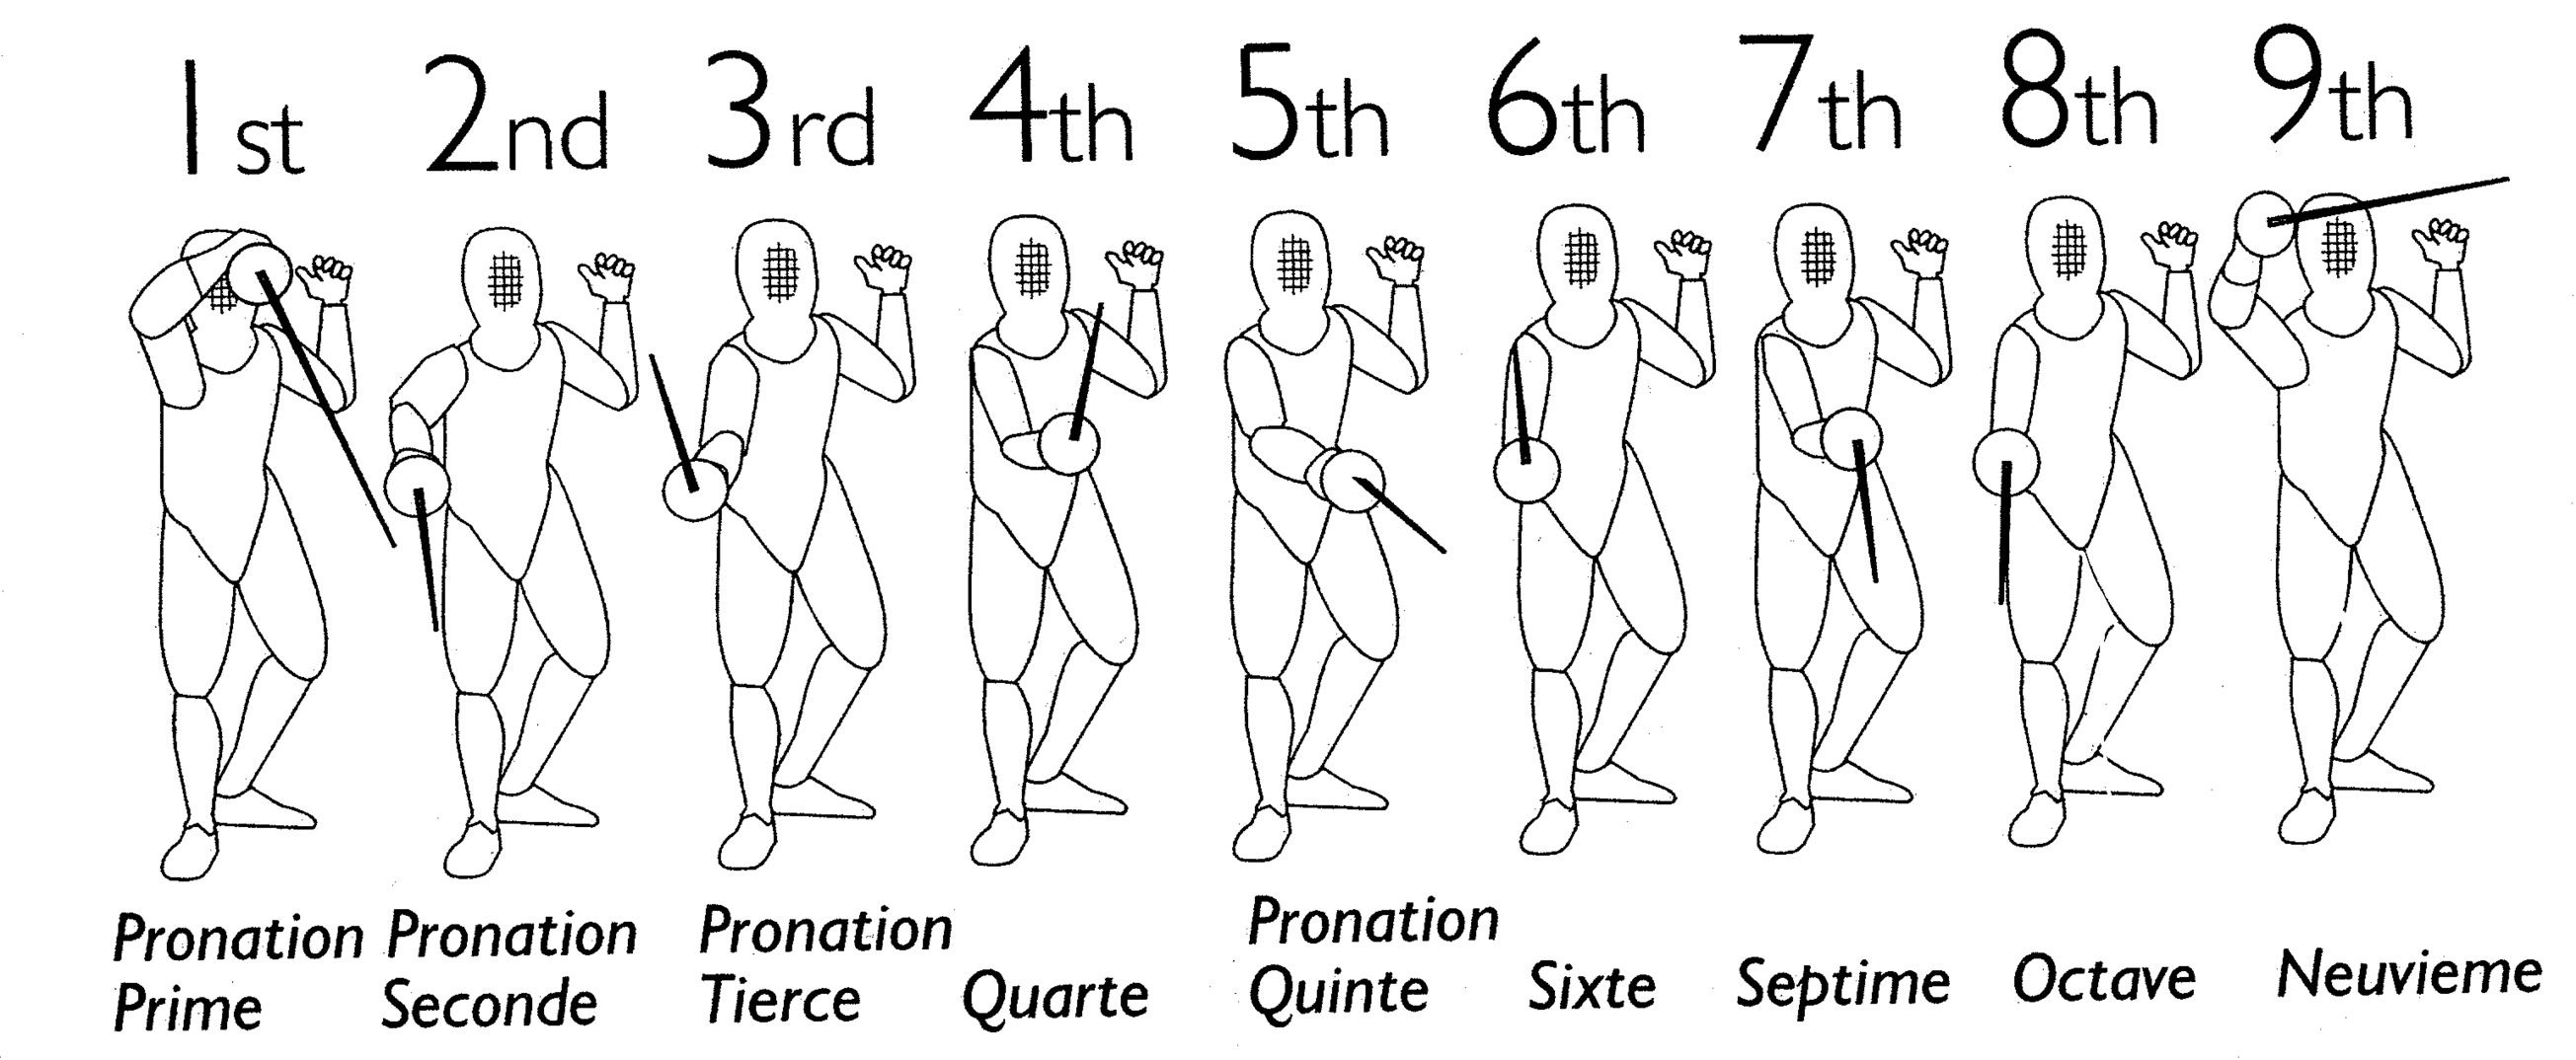 1st 2nd 3rd 4th 5th 6th 7th 8th 9th
Pronation Pronation Pronation Pronation
Prime Seconde Tierce Quarte Quinte Sixte Septime Octave Neuvieme